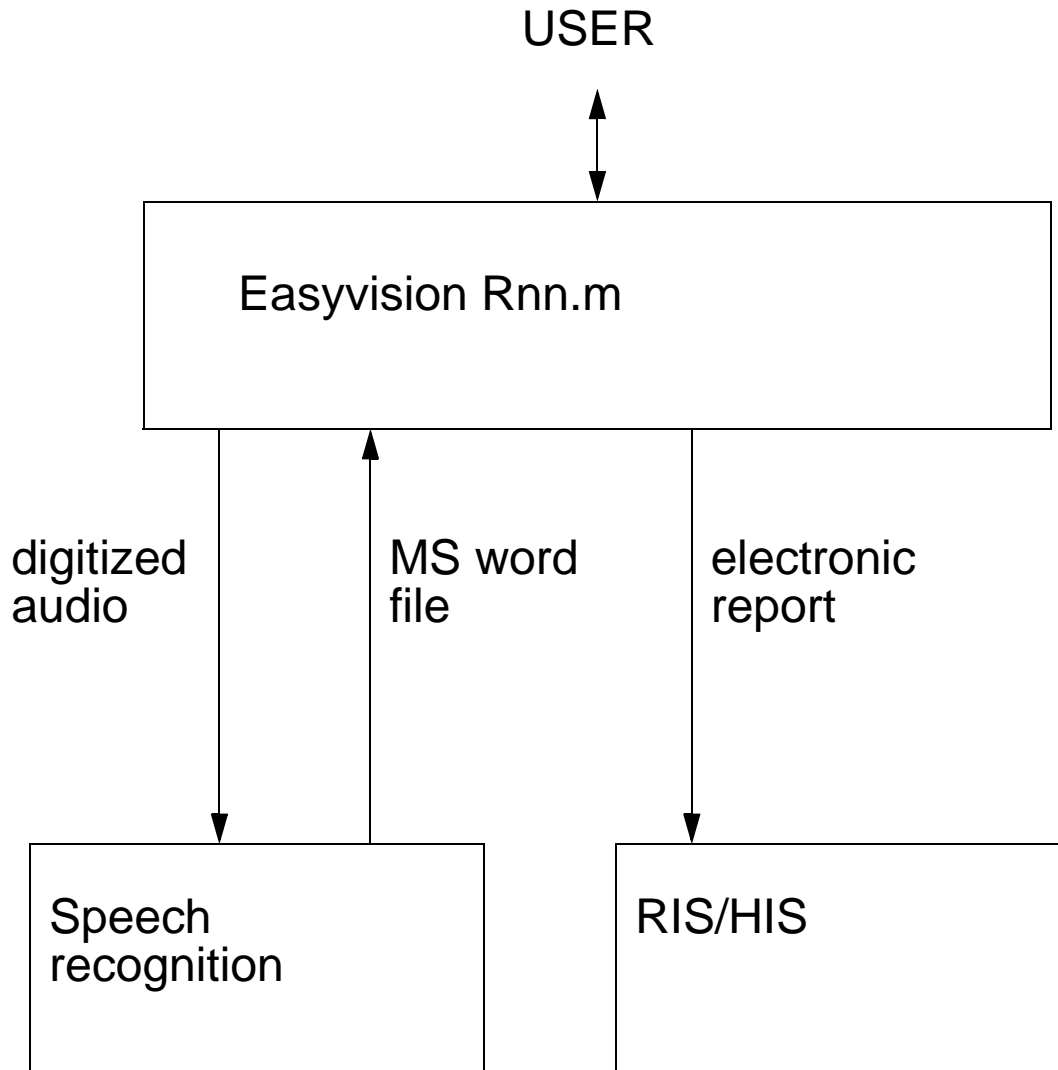 USER
Easyvision Rnn.m
digitized
audio
MS word
file
electronic
report
Speech
recognition
RIS/HIS